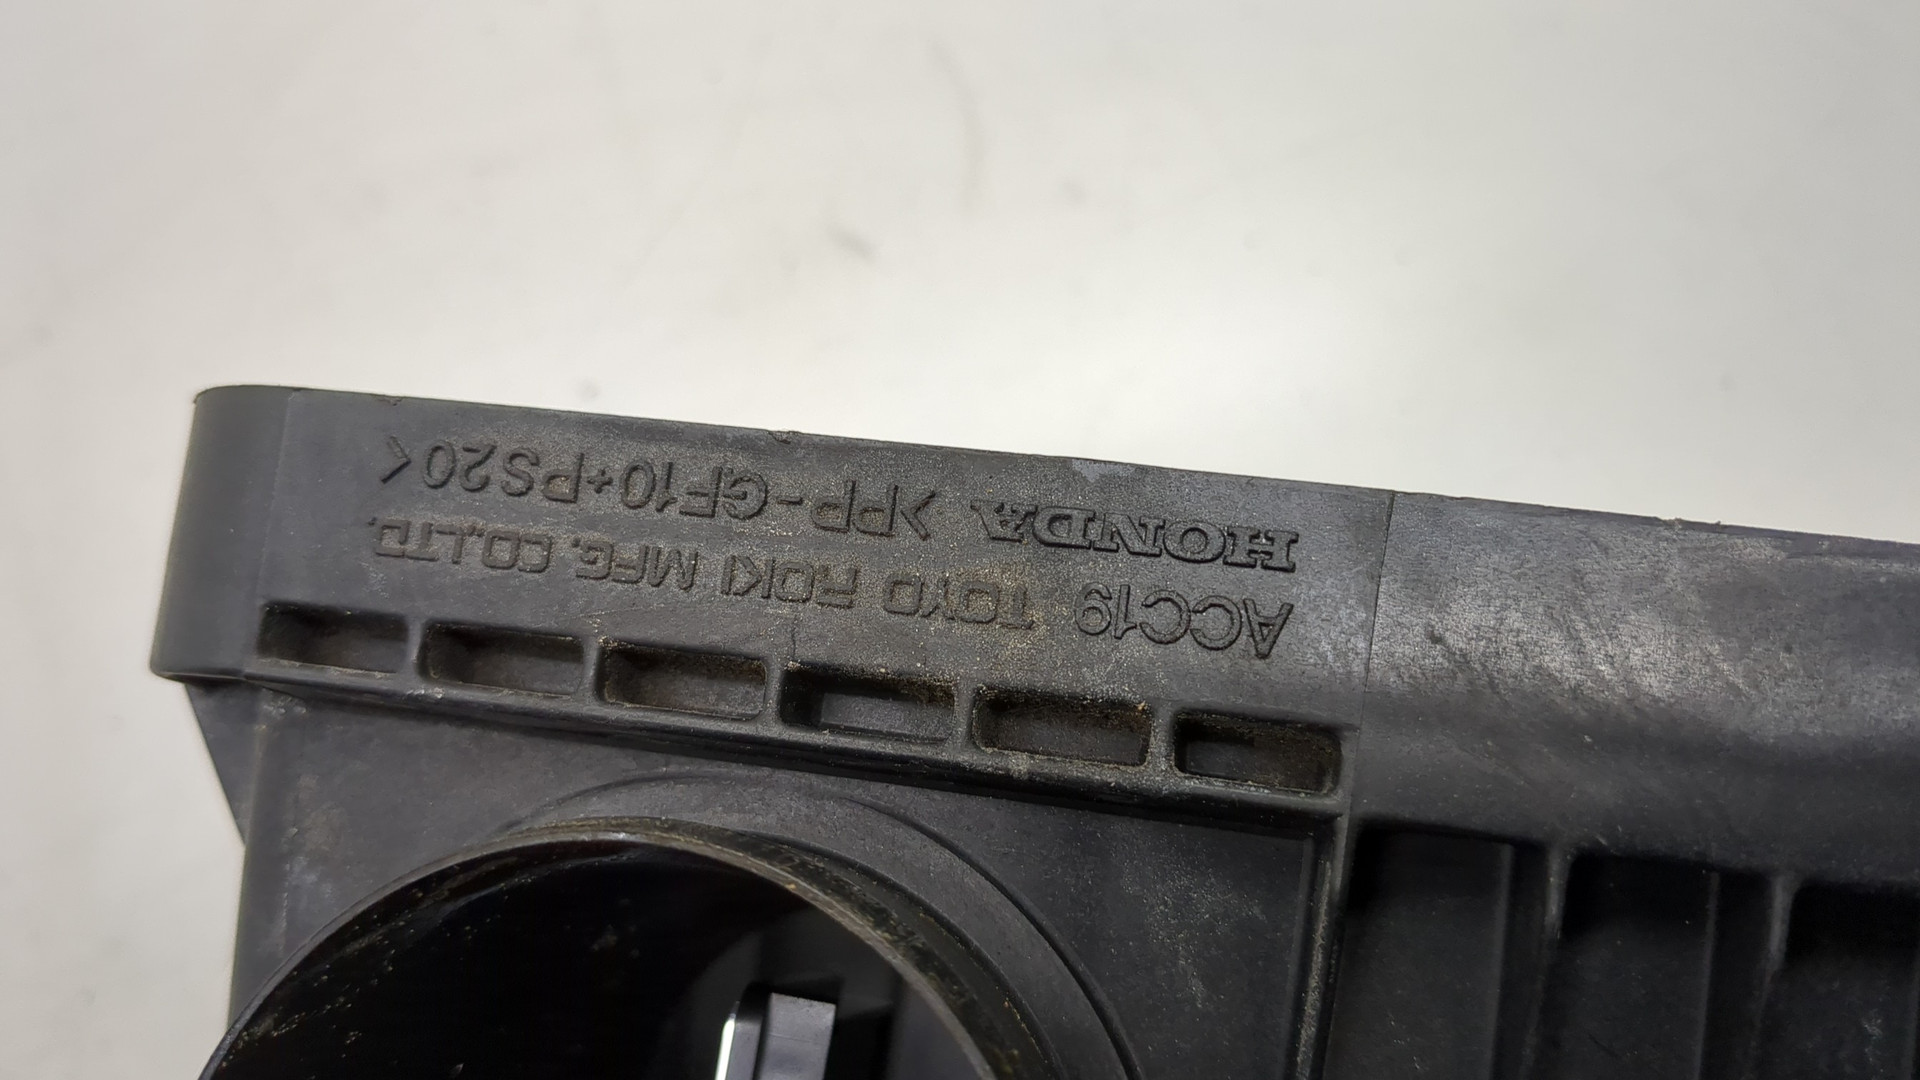 ACC19 TOYO ROKI MFG. CO.,LTD.
HONDA >PP-GF10+PS20<